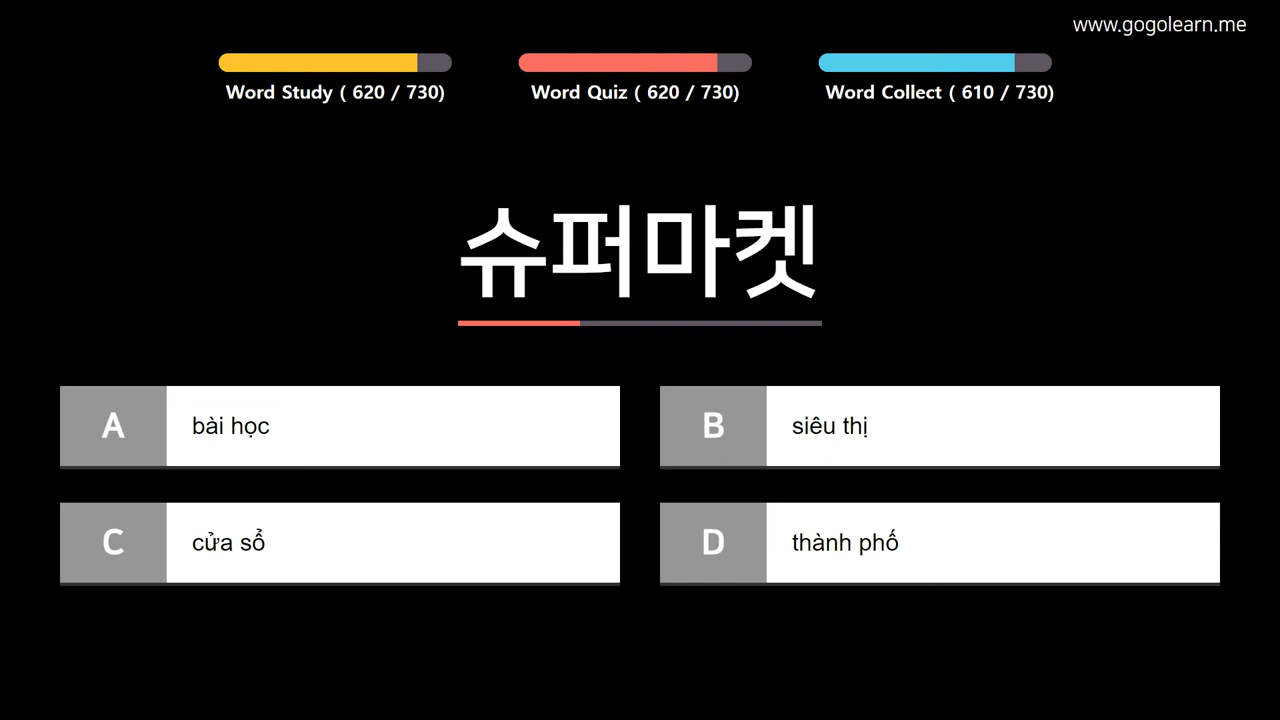 www.gogolearn.me
Word Study ( 620 / 730)
Word Quiz ( 620 / 730)
Word Collect ( 610 / 730)
슈퍼마켓
A bài học
B siêu thị
C cửa sổ
D thành phố